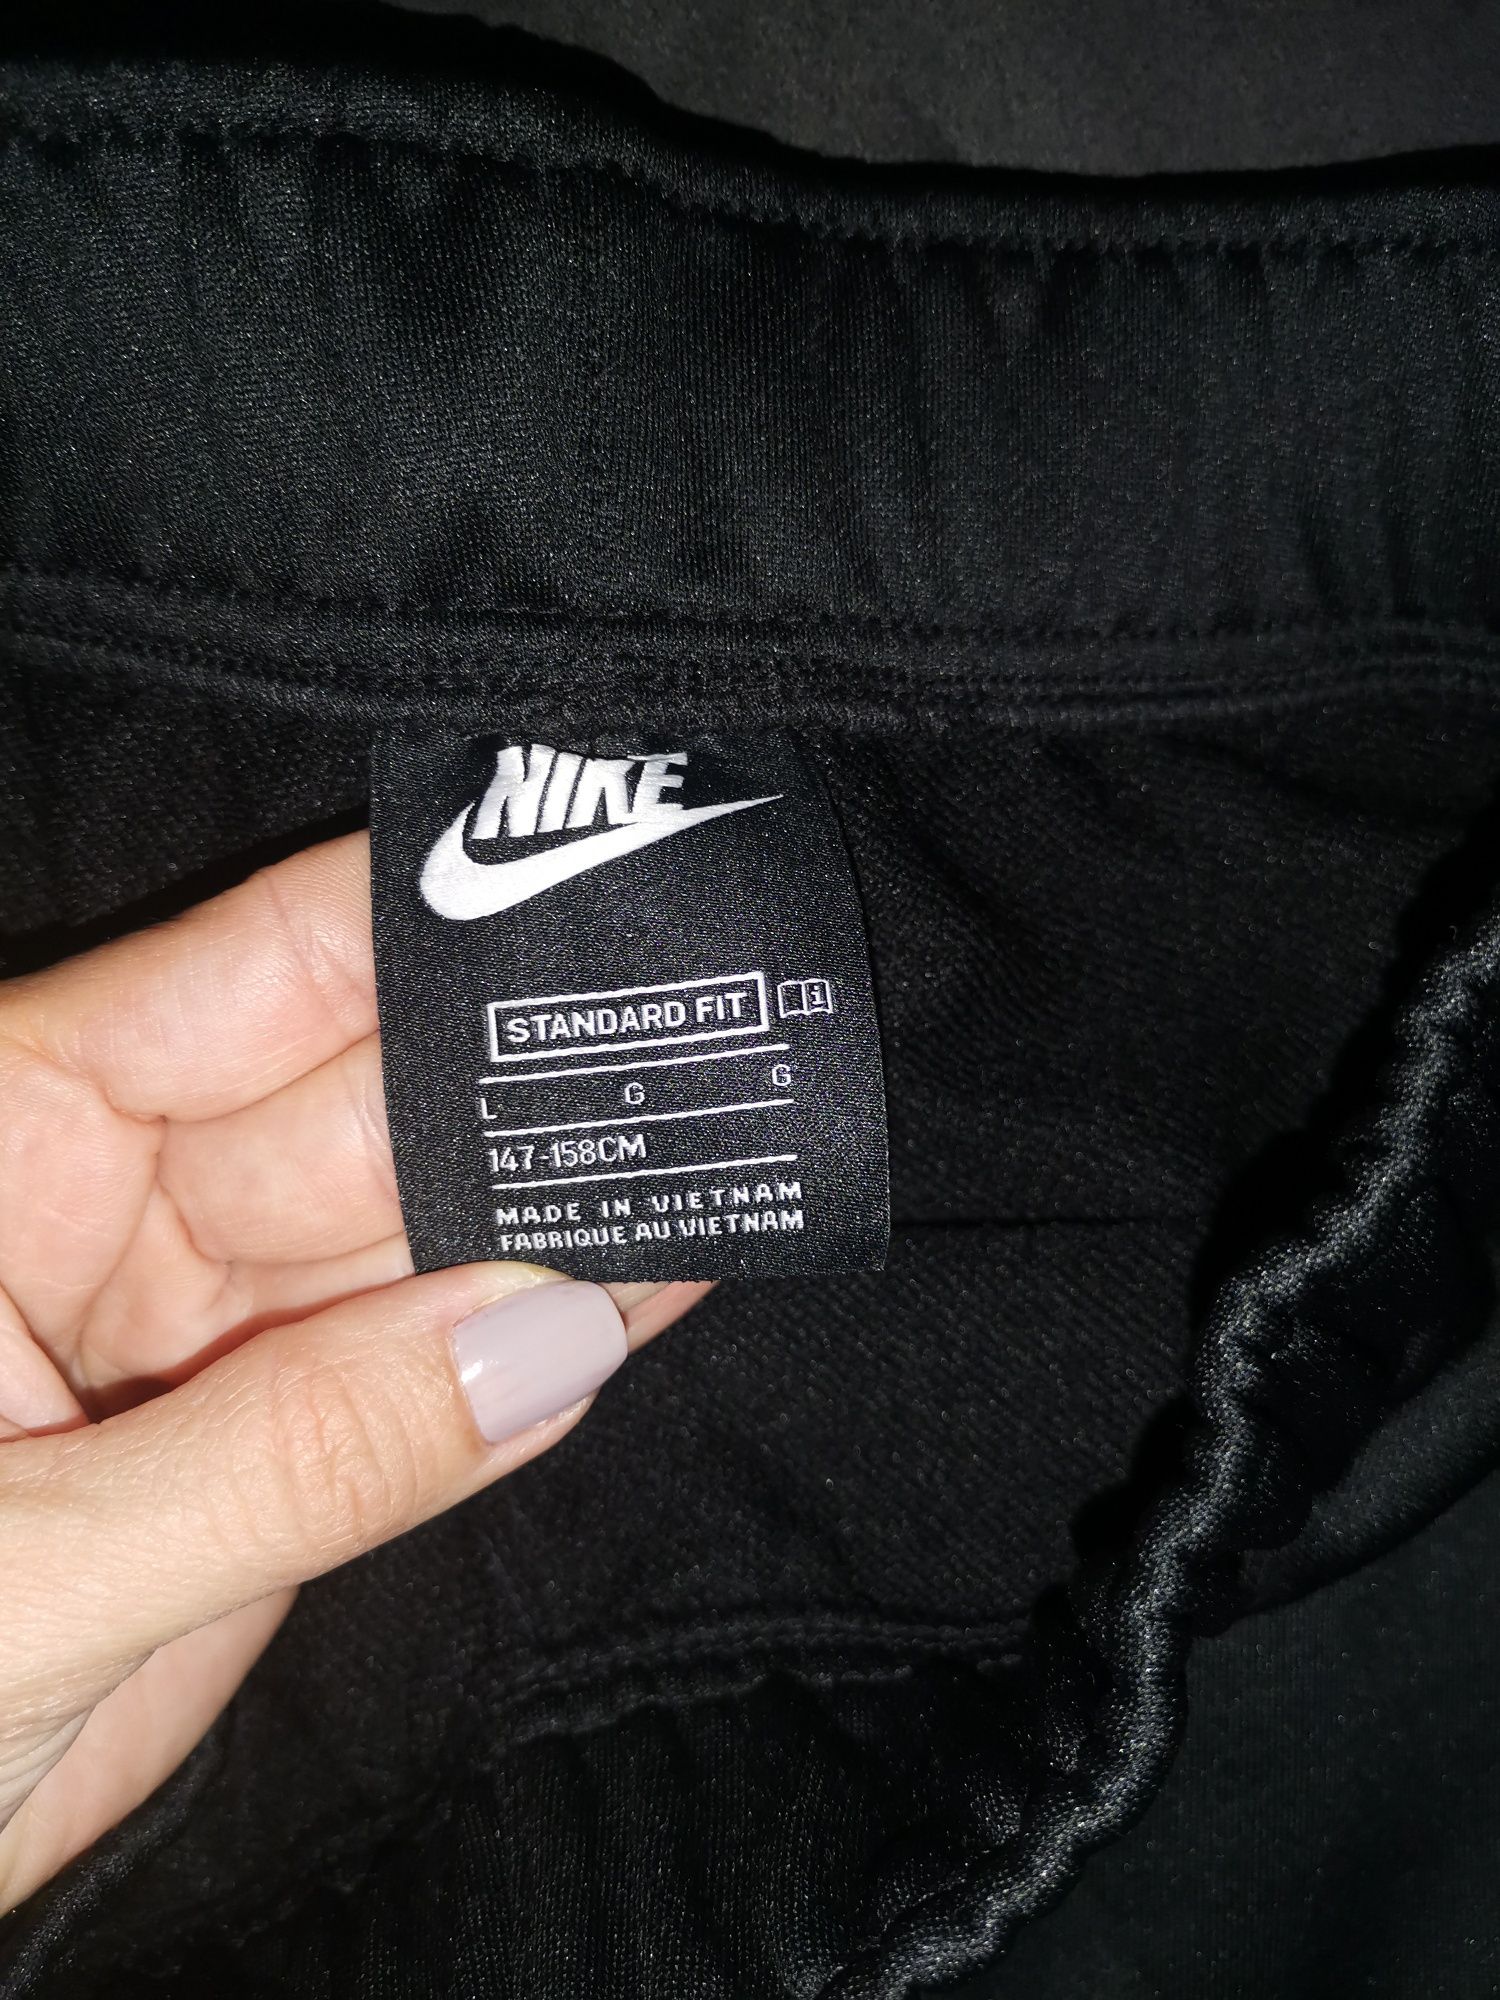 NIKE
STANDARD FIT
L G G
147-158CM
MADE IN VIETNAM
FABRIQUE AU VIETNAM